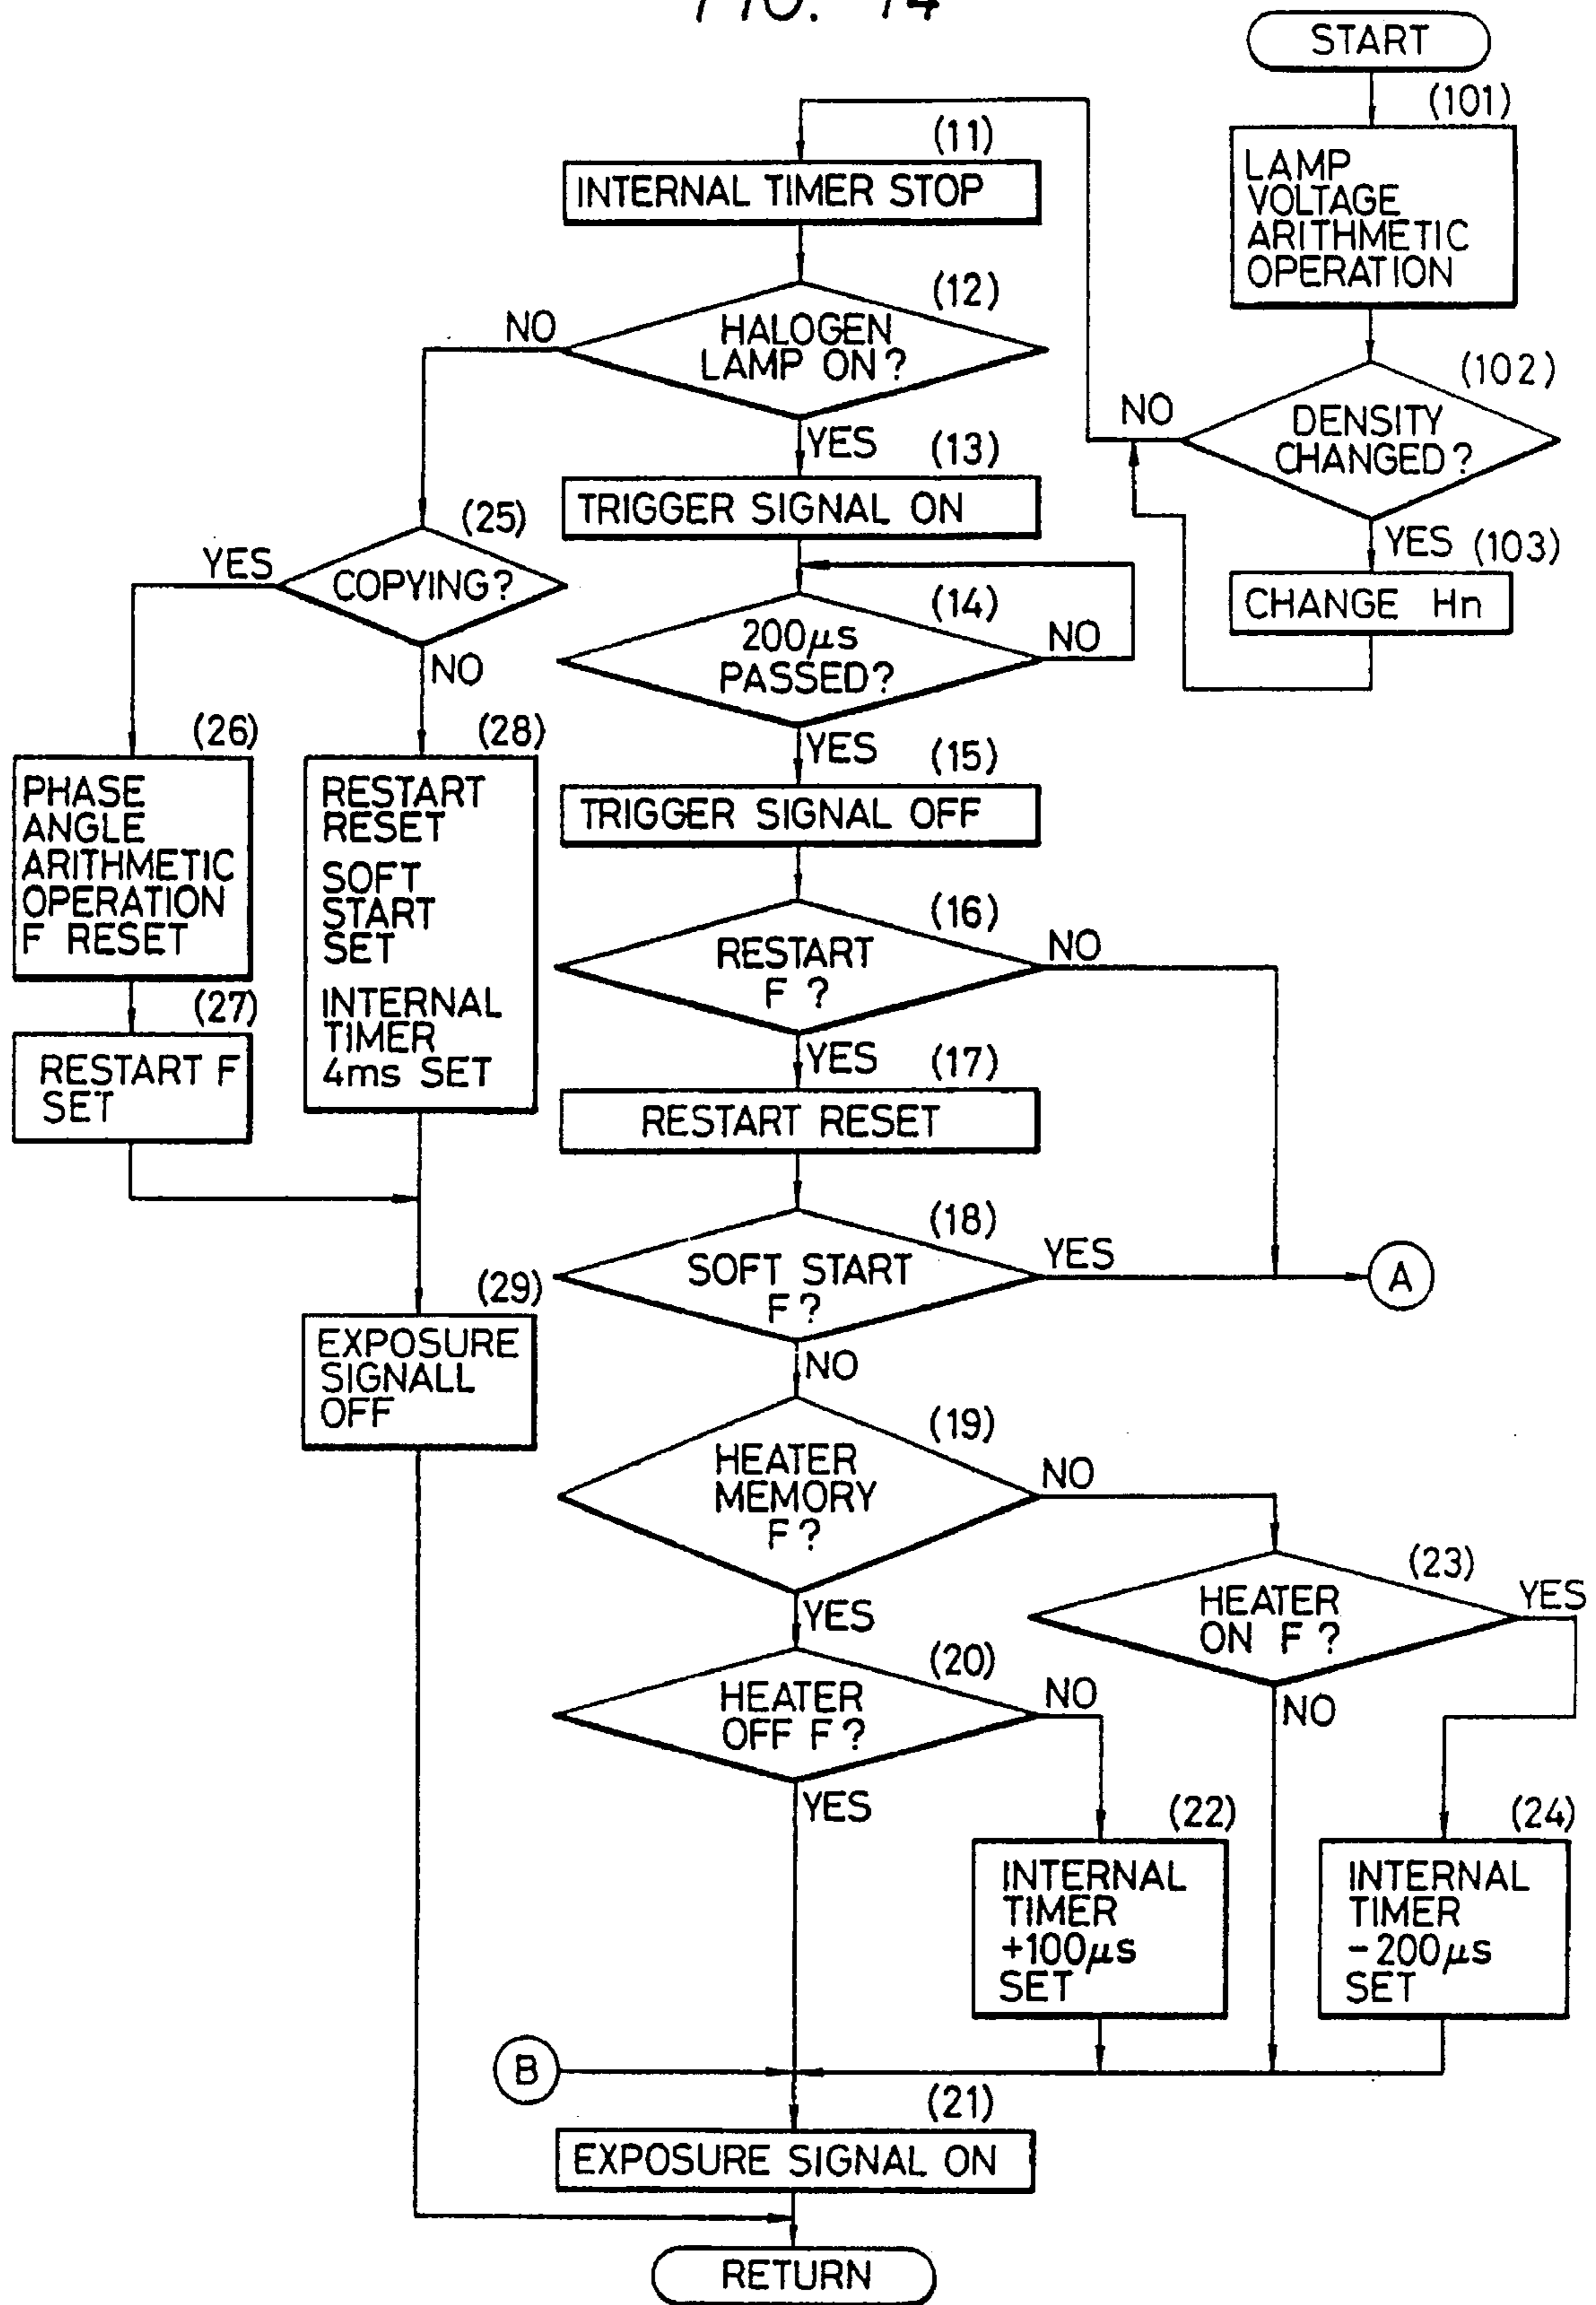 FIG. 14
START
(101)
LAMP
VOLTAGE
ARITHMETIC
OPERATION
(102)
DENSITY
CHANGED?
NO
YES
(103)
CHANGE Hn
(11)
INTERNAL TIMER STOP
(12)
HALOGEN
LAMP ON?
NO
YES
(13)
TRIGGER SIGNAL ON
(14)
200μs
PASSED?
NO
YES
(15)
TRIGGER SIGNAL OFF
(16)
RESTART
F?
NO
YES
(17)
RESTART RESET
(18)
SOFT START
F?
YES
A
NO
(19)
HEATER
MEMORY
F?
NO
YES
(20)
HEATER
OFF F?
NO
YES
(23)
HEATER
ON F?
YES
NO
(22)
INTERNAL
TIMER
+100μs
SET
(24)
INTERNAL
TIMER
-200μs
SET
B
(21)
EXPOSURE SIGNAL ON
RETURN
(25)
COPYING?
YES
NO
(26)
PHASE
ANGLE
ARITHMETIC
OPERATION
F RESET
(27)
RESTART F
SET
(28)
RESTART
RESET
SOFT
START
SET
INTERNAL
TIMER
4ms SET
(29)
EXPOSURE
SIGNALL
OFF